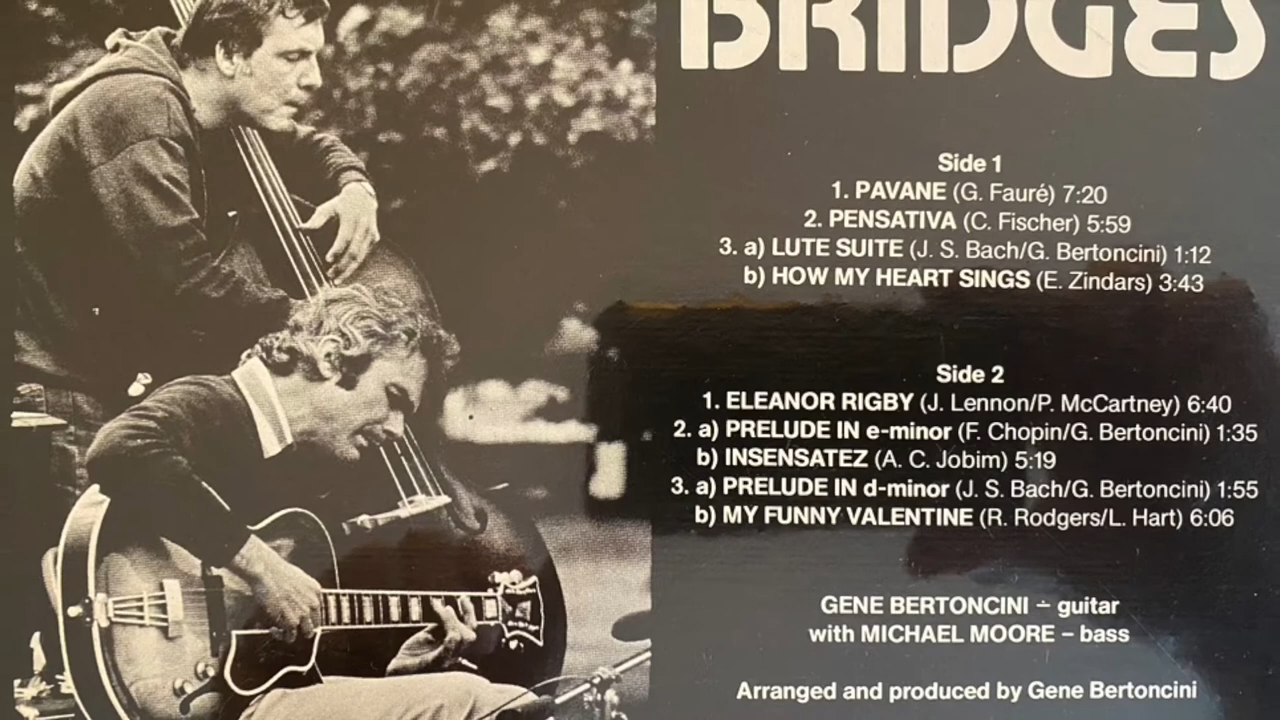 BRIDGES
Side 1
1. PAVANE (G. Fauré) 7:20
2. PENSATIVA (C. Fischer) 5:59
3. a) LUTE SUITE (J. S. Bach/G. Bertoncini) 1:12
b) HOW MY HEART SINGS (E. Zindars) 3:43
Side 2
1. ELEANOR RIGBY (J. Lennon/P. McCartney) 6:40
2. a) PRELUDE IN e-minor (F. Chopin/G. Bertoncini) 1:35
b) INSENSATEZ (A. C. Jobim) 5:19
3. a) PRELUDE IN d-minor (J. S. Bach/G. Bertoncini) 1:55
b) MY FUNNY VALENTINE (R. Rodgers/L. Hart) 6:06
GENE BERTONCINI – guitar
with MICHAEL MOORE – bass
Arranged and produced by Gene Bertoncini